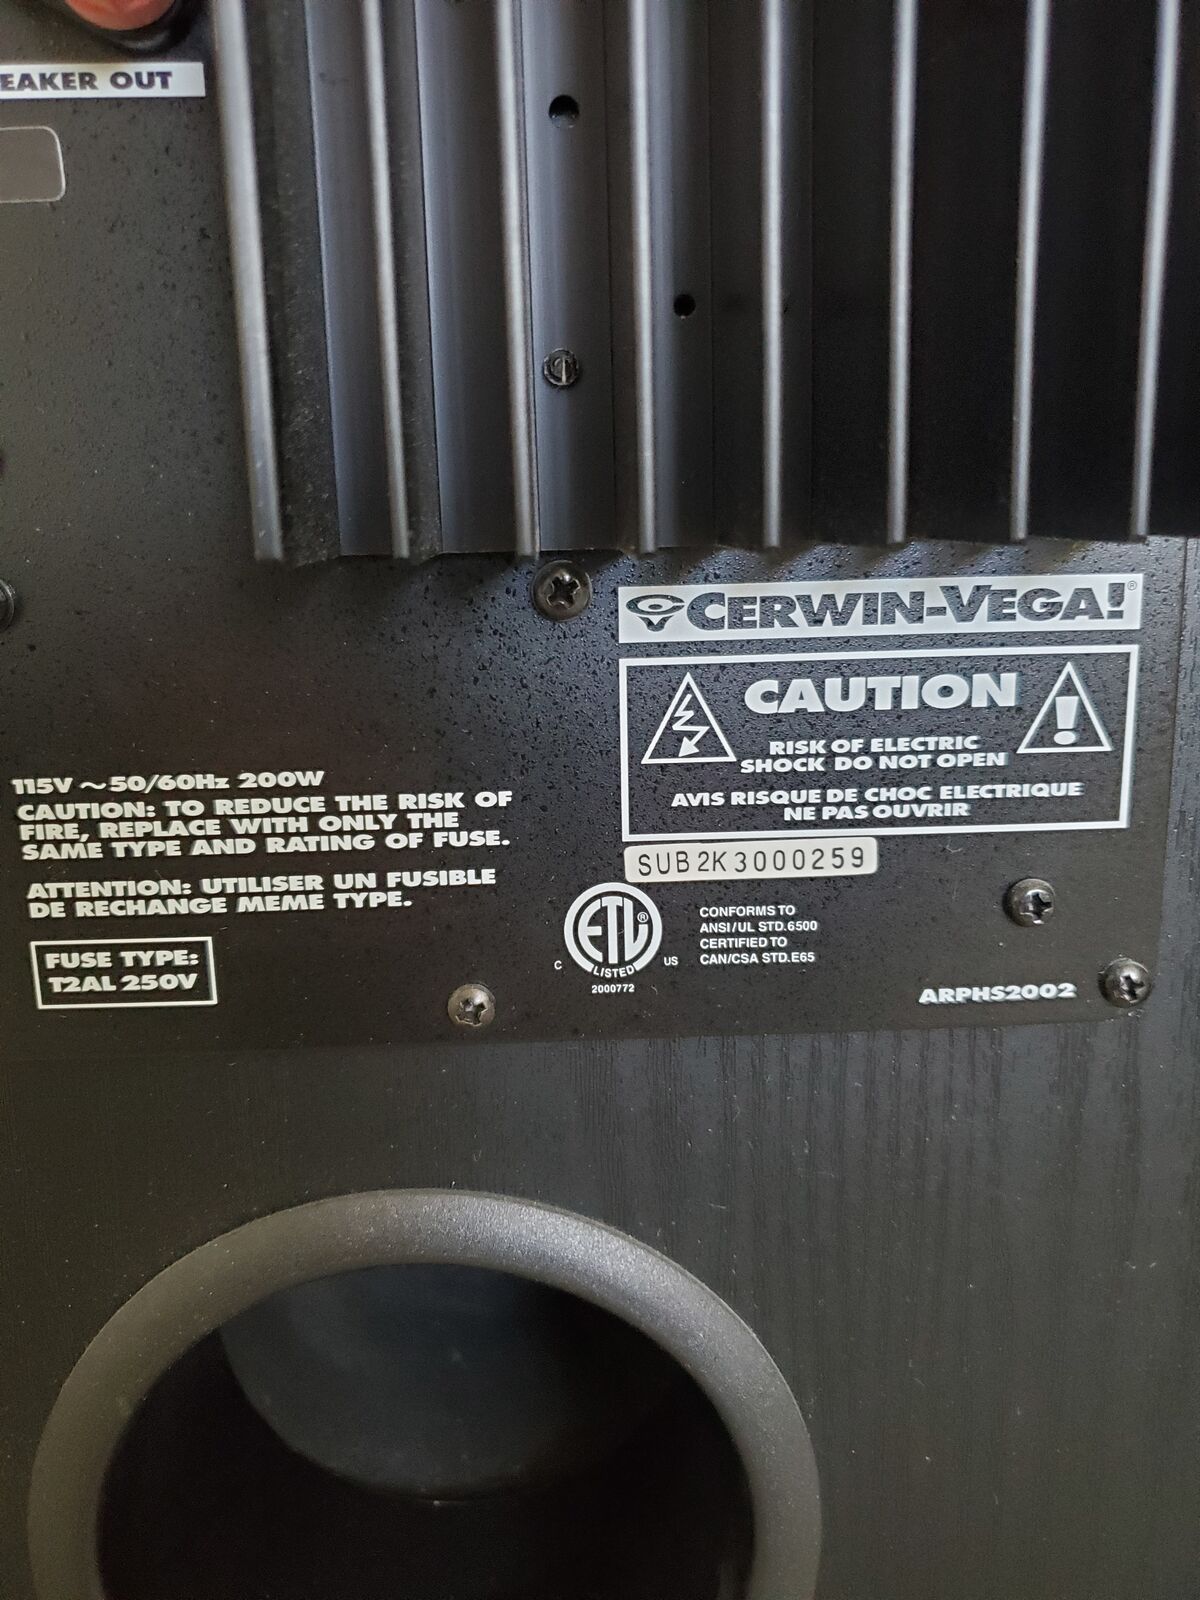 EAKER OUT
CERWIN-VEGA!®
CAUTION
RISK OF ELECTRIC
SHOCK DO NOT OPEN
AVIS RISQUE DE CHOC ELECTRIQUE
NE PAS OUVRIR
115V ~50/60Hz 200W
CAUTION: TO REDUCE THE RISK OF
FIRE, REPLACE WITH ONLY THE
SAME TYPE AND RATING OF FUSE.
ATTENTION: UTILISER UN FUSIBLE
DE RECHANGE MEME TYPE.
FUSE TYPE:
T2AL 250V
SUB2K3000259
ETL®
LISTED
C US
2000772
CONFORMS TO
ANSI/UL STD.6500
CERTIFIED TO
CAN/CSA STD.E65
ARPHS2002